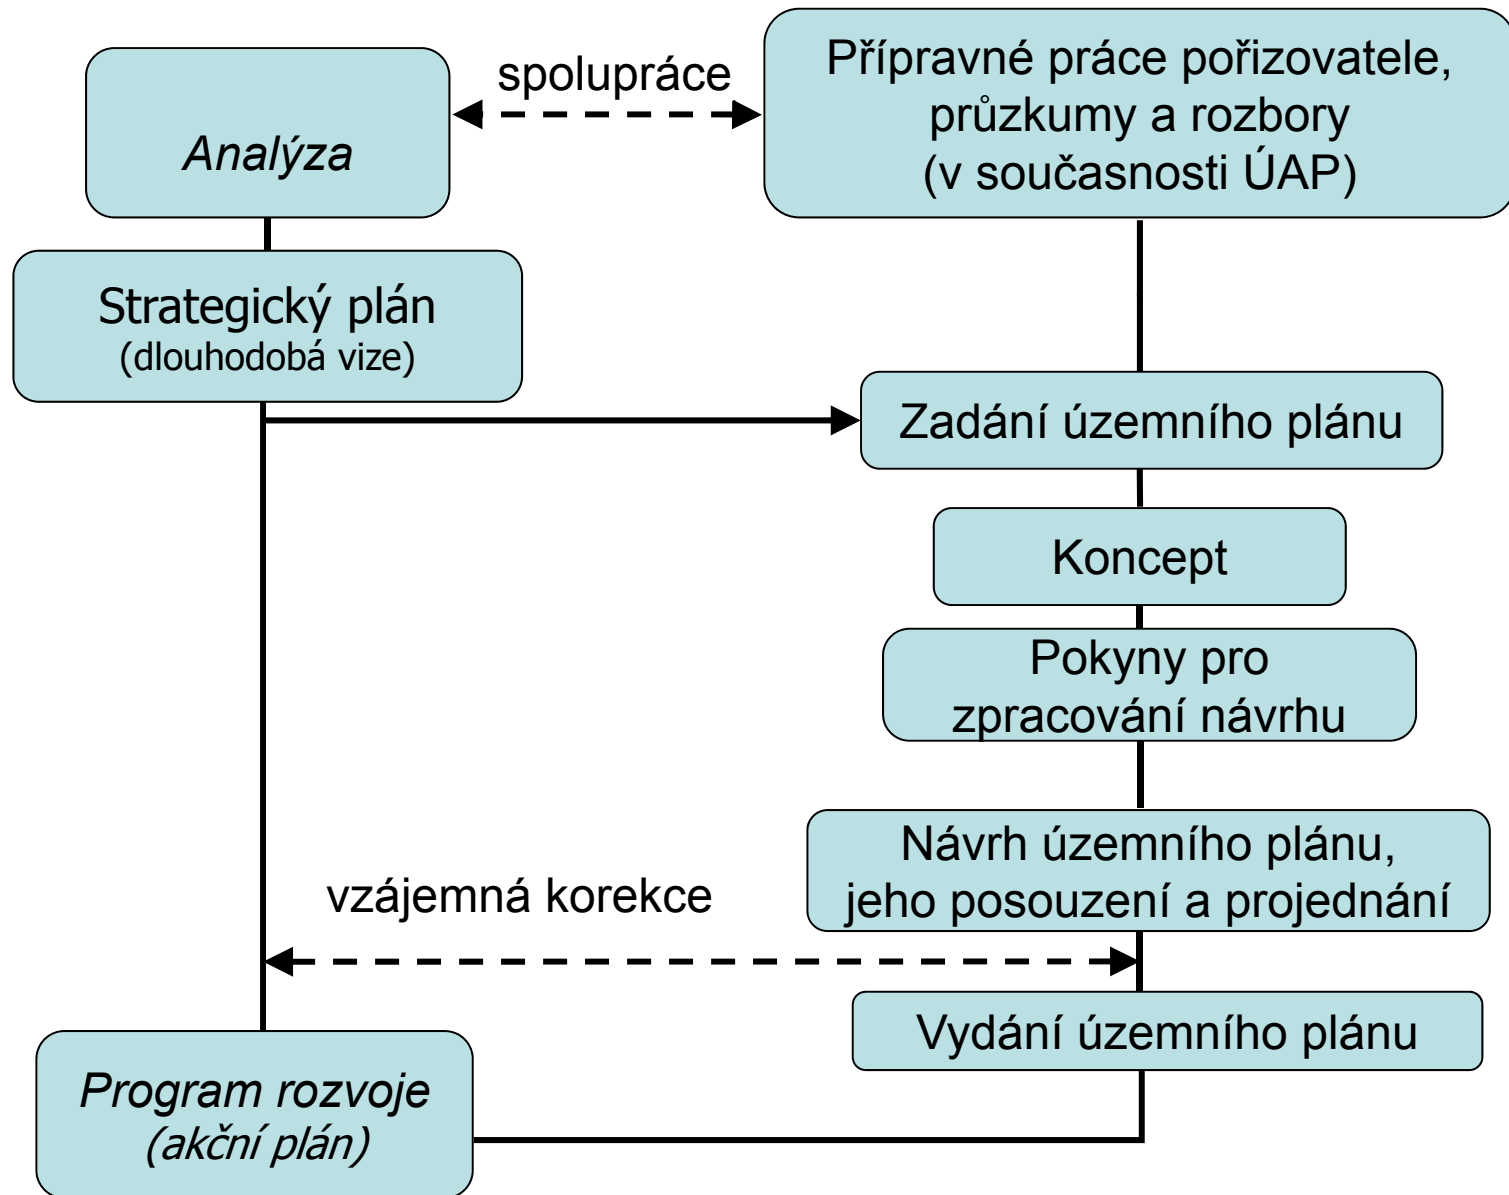 spolupráce
Analýza
Přípravné práce pořizovatele,
průzkumy a rozbory
(v současnosti ÚAP)
Strategický plán
(dlouhodobá vize)
Zadání územního plánu
Koncept
Pokyny pro
zpracování návrhu
Návrh územního plánu,
jeho posouzení a projednání
vzájemná korekce
Vydání územního plánu
Program rozvoje
(akční plán)